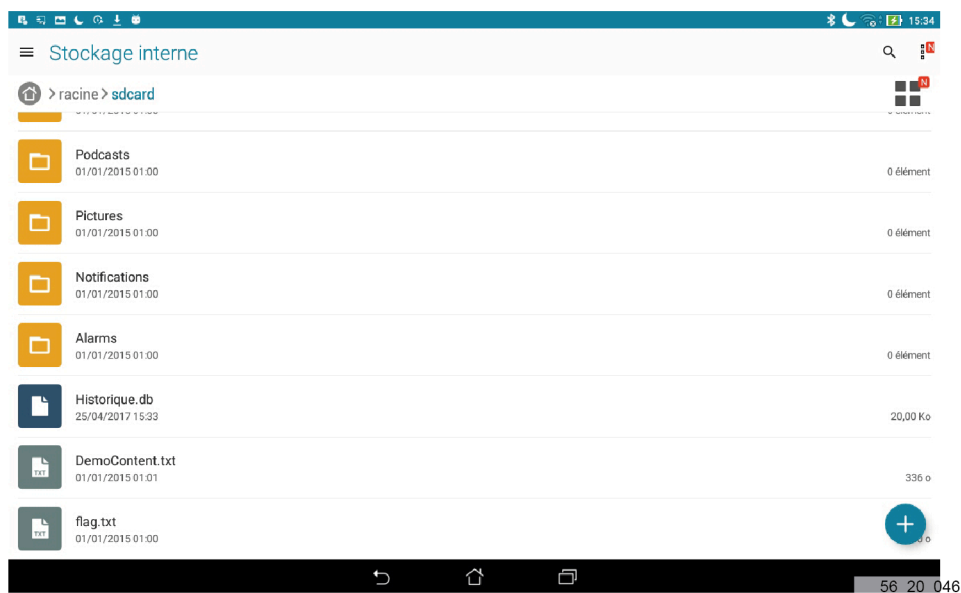 15:34
Stockage interne
N
> racine > sdcard
N
Podcasts
01/01/2015 01:00
0 élément
Pictures
01/01/2015 01:00
0 élément
Notifications
01/01/2015 01:00
0 élément
Alarms
01/01/2015 01:00
0 élément
Historique.db
25/04/2017 15:33
20,00 Ko
DemoContent.txt
01/01/2015 01:01
336 o
TXT
flag.txt
01/01/2015 01:00
TXT
56 20 046